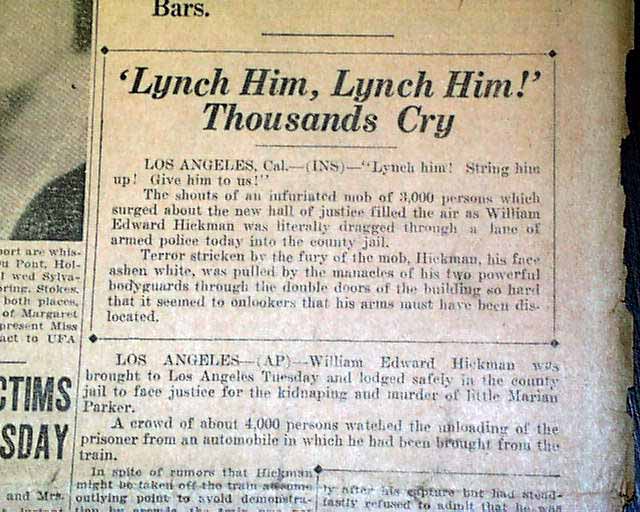 Bars.
'Lynch Him, Lynch Him!'
Thousands Cry
LOS ANGELES, Cal.—(INS)—"Lynch him! String him
up! Give him to us!"
The shouts of an infuriated mob of 3,000 persons which
surged about the new hall of justice filled the air as William
Edward Hickman was literally dragged through a lane of
armed police today into the county jail.
Terror stricken by the fury of the mob, Hickman, his face
ashen white, was pulled by the manacles of his two powerful
bodyguards through the double doors of the building so hard
that it seemed to onlookers that his arms must have been dis-
located.
LOS ANGELES—(AP)—William Edward Hickman was
brought to Los Angeles Tuesday and lodged safely in the county
jail to face justice for the kidnaping and murder of little Marian
Parker.
A crowd of about 4,000 persons watched the unloading of the
prisoner from an automobile in which he had been brought from the
train.
In spite of rumors that Hickman
might be taken off the train at some
outlying point to avoid demonstra-
ly after his capture but had stead-
fastly refused to admit that he was
port are whis-
Du Pont, Hol-
l wed Sylva-
oring, Stokes,
both places,
of Margaret
present Miss
act to UFA
CTIMS
SDAY
and Mrs.